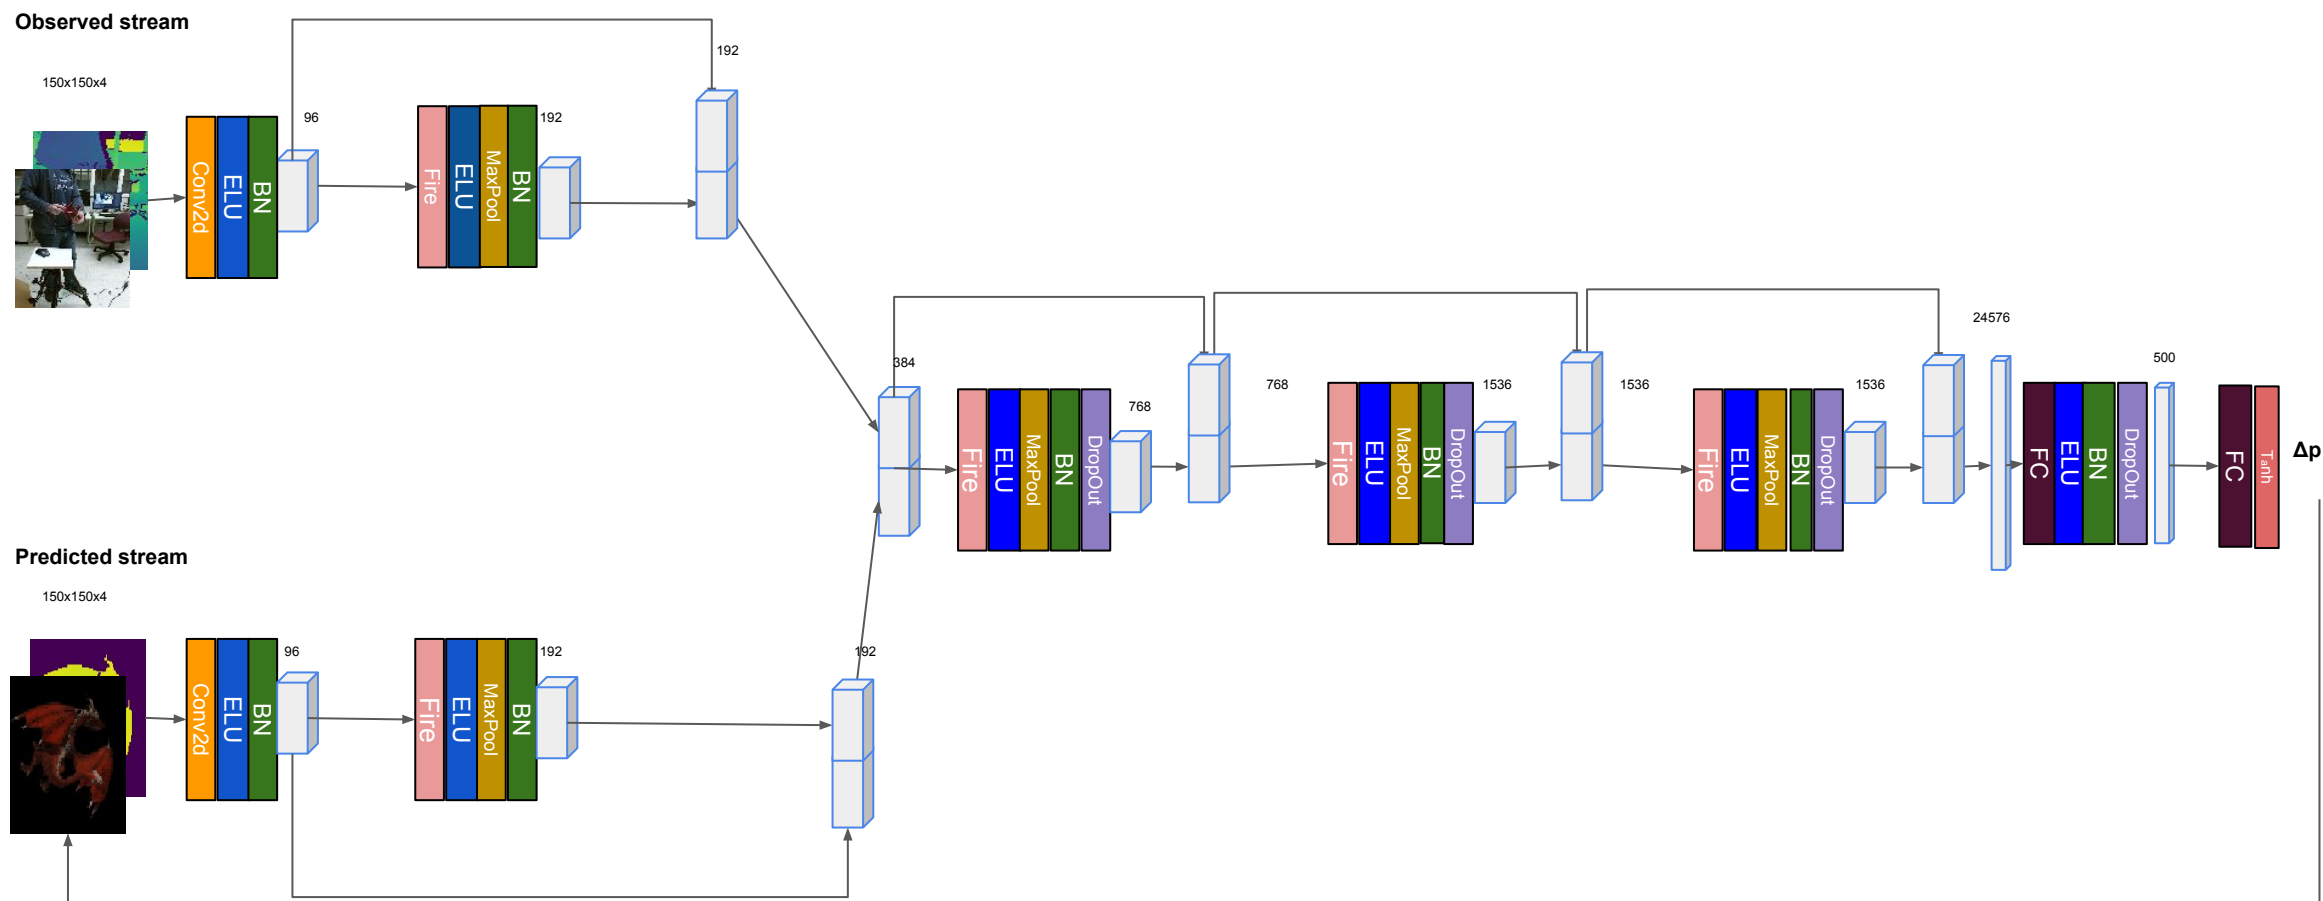 Observed stream
150x150x4
Conv2d
ELU
BN
96
Fire
ELU
MaxPool
BN
192
192
384
Fire
ELU
MaxPool
BN
DropOut
768
768
Fire
ELU
MaxPool
BN
DropOut
1536
1536
Fire
ELU
MaxPool
BN
DropOut
1536
24576
FC
ELU
BN
DropOut
500
FC
Tanh
Δp
Predicted stream
150x150x4
Conv2d
ELU
BN
96
Fire
ELU
MaxPool
BN
192
192